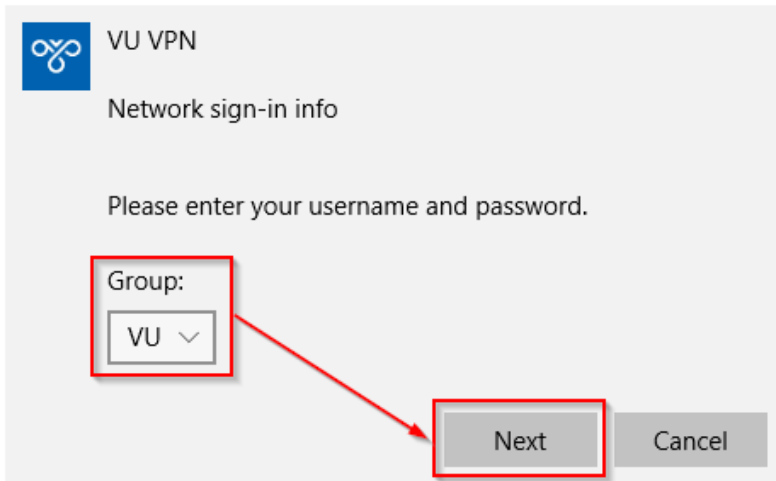 VU VPN
Network sign-in info
Please enter your username and password.
Group:
VU
Next
Cancel